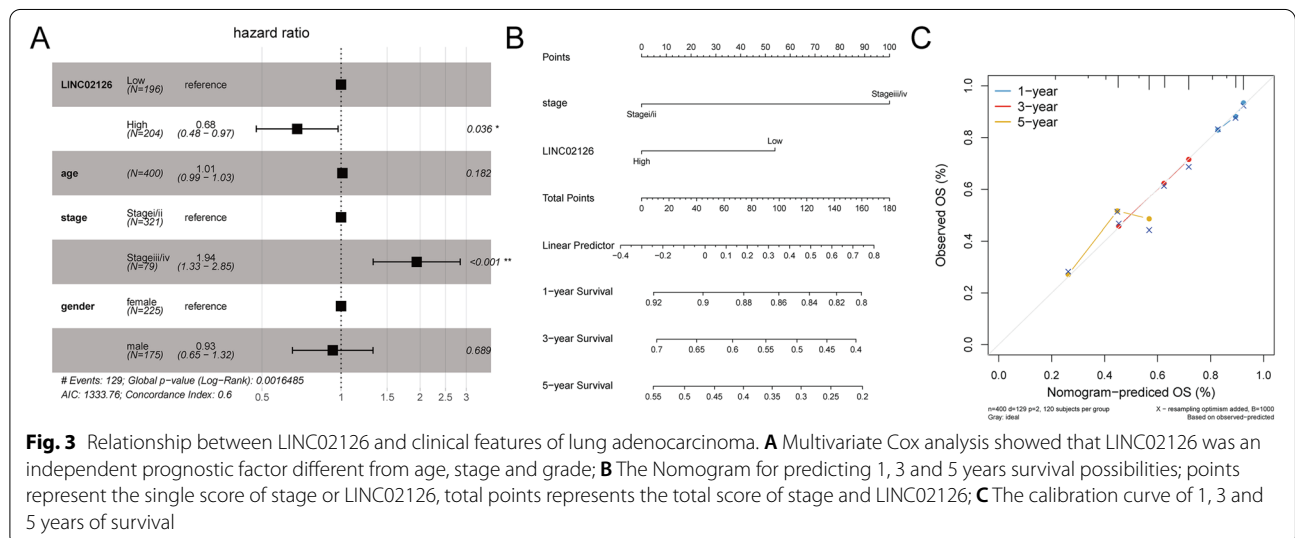 A
hazard ratio
LINC02126
Low
(N=196)
reference
High
(N=204)
0.68
(0.48 − 0.97)
0.036 *
age
(N=400)
1.01
(0.99 − 1.03)
0.182
stage
Stagei/ii
(N=321)
reference
Stageiii/iv
(N=79)
1.94
(1.33 − 2.85)
<0.001 **
gender
female
(N=225)
reference
male
(N=175)
0.93
(0.65 − 1.32)
0.689
# Events: 129; Global p-value (Log-Rank): 0.0016485
AIC: 1333.76; Concordance Index: 0.6
0.5 1 1.5 2 2.5 3
B
Points
0 10 20 30 40 50 60 70 80 90 100
stage
Stageiii/iv
Stagei/ii
LINC02126
Low
High
Total Points
0 20 40 60 80 100 120 140 160 180
Linear Predictor
−0.4 −0.2 0 0.1 0.2 0.3 0.4 0.5 0.6 0.7 0.8
1−year Survival
0.92 0.9 0.88 0.86 0.84 0.82 0.8
3−year Survival
0.7 0.65 0.6 0.55 0.5 0.45 0.4
5−year Survival
0.55 0.5 0.45 0.4 0.35 0.3 0.25 0.2
C
1−year
3−year
5−year
Observed OS (%)
1.0
0.8
0.6
0.4
0.2
0.0
0.0 0.2 0.4 0.6 0.8 1.0
Nomogram−prediced OS (%)
n=400 d=129 p=2, 120 subjects per group
Gray: ideal
X − resampling optimism added, B=1000
Based on observed−predicted
Fig. 3 Relationship between LINC02126 and clinical features of lung adenocarcinoma. A Multivariate Cox analysis showed that LINC02126 was an
independent prognostic factor different from age, stage and grade; B The Nomogram for predicting 1, 3 and 5 years survival possibilities; points
represent the single score of stage or LINC02126, total points represents the total score of stage and LINC02126; C The calibration curve of 1, 3 and
5 years of survival